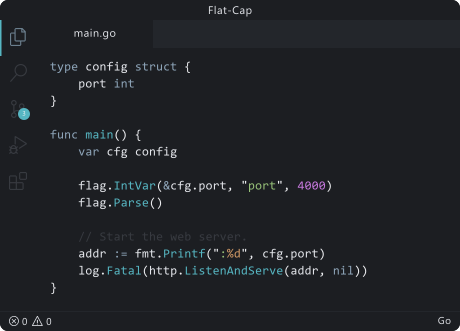 Flat-Cap
main.go
type config struct {
    port int
}
func main() {
    var cfg config
    flag.IntVar(&cfg.port, "port", 4000)
    flag.Parse()
    // Start the web server.
    addr := fmt.Printf(":%d", cfg.port)
    log.Fatal(http.ListenAndServe(addr, nil))
}
3
0 0 Go